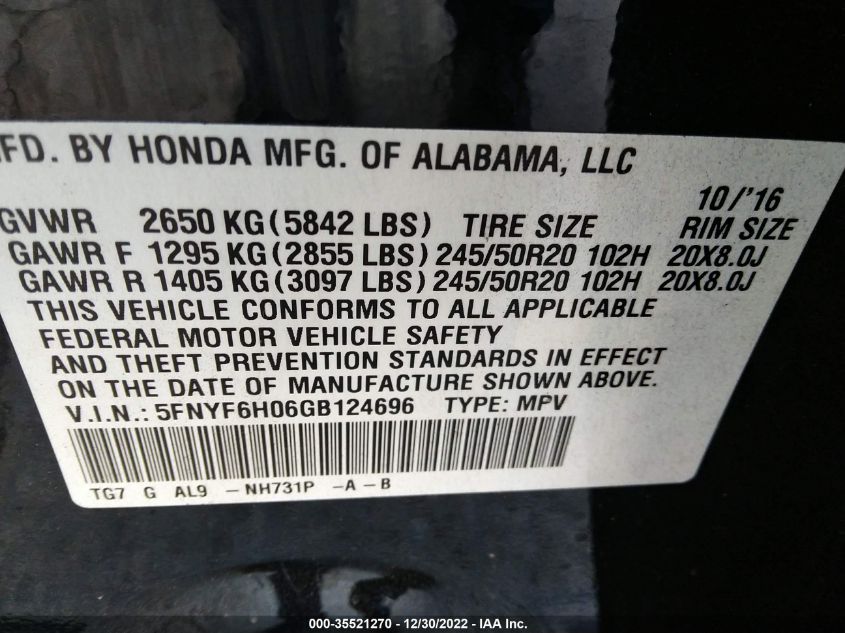 MFD. BY HONDA MFG. OF ALABAMA, LLC
10/'16
GVWR 2650 KG (5842 LBS) TIRE SIZE RIM SIZE
GAWR F 1295 KG (2855 LBS) 245/50R20 102H 20X8.0J
GAWR R 1405 KG (3097 LBS) 245/50R20 102H 20X8.0J
THIS VEHICLE CONFORMS TO ALL APPLICABLE
FEDERAL MOTOR VEHICLE SAFETY
AND THEFT PREVENTION STANDARDS IN EFFECT
ON THE DATE OF MANUFACTURE SHOWN ABOVE.
V.I.N.: 5FNYF6H06GB124696 TYPE: MPV
TG7 G AL9 - NH731P - A - B
000-35521270 - 12/30/2022 - IAA Inc.